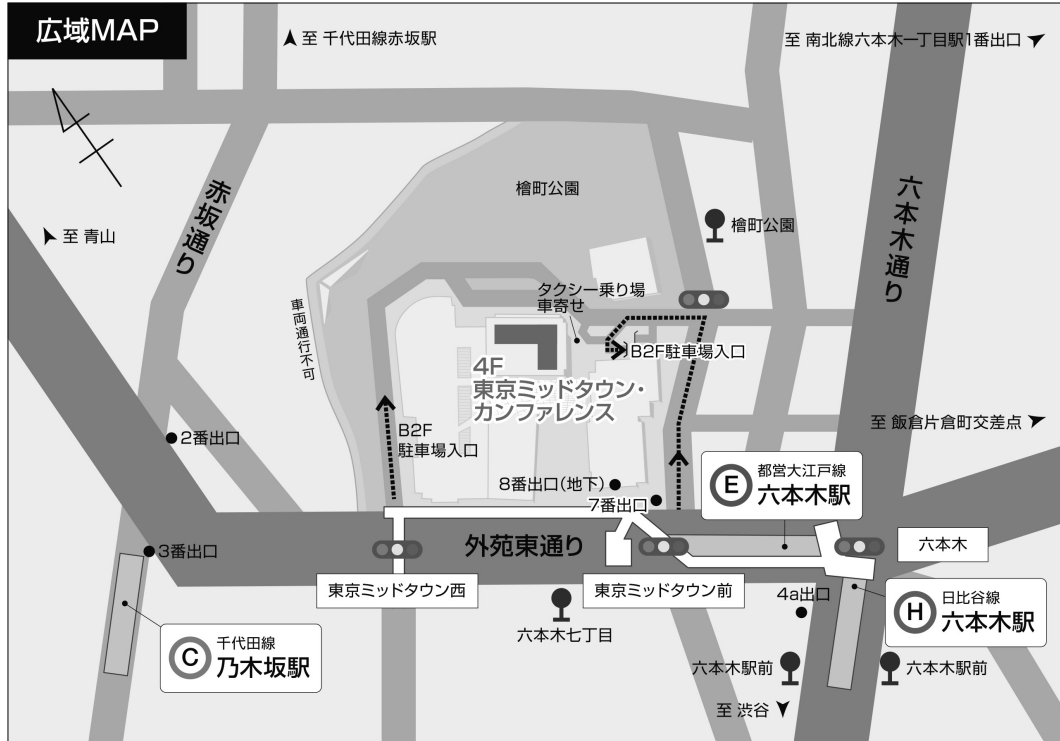 広域MAP
至 千代田線赤坂駅
至 南北線六本木一丁目駅1番出口
赤坂通り
六本木通り
檜町公園
檜町公園
至 青山
タクシー乗り場
車寄せ
車両通行不可
B2F駐車場入口
4F
東京ミッドタウン・
カンファレンス
B2F
駐車場入口
至 飯倉片倉町交差点
2番出口
8番出口(地下)
7番出口
E
都営大江戸線
六本木駅
3番出口
外苑東通り
六本木
東京ミッドタウン西
東京ミッドタウン前
4a出口
H
日比谷線
六本木駅
C
千代田線
乃木坂駅
六本木七丁目
六本木駅前
六本木駅前
至 渋谷